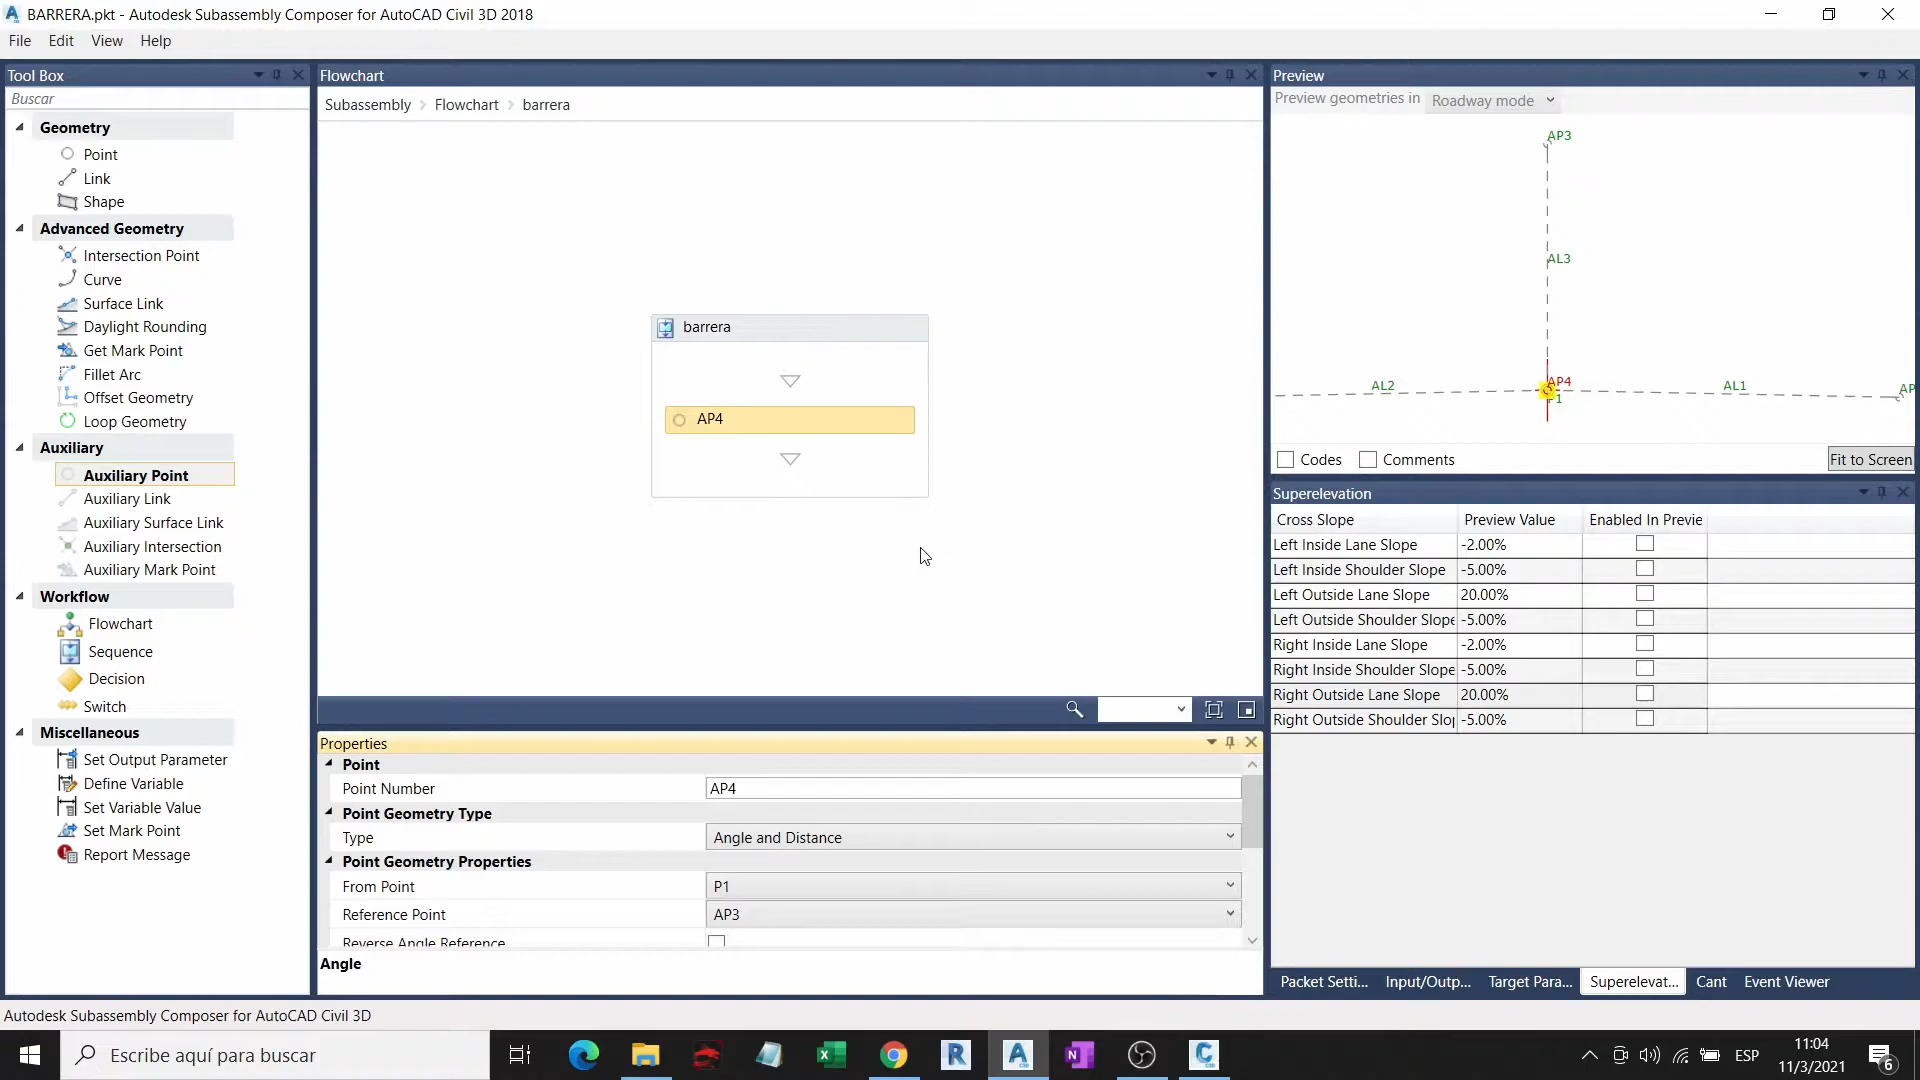 BARRERA.pkt - Autodesk Subassembly Composer for AutoCAD Civil 3D 2018
File Edit View Help
Tool Box
Buscar
Geometry
Point
Link
Shape
Advanced Geometry
Intersection Point
Curve
Surface Link
Daylight Rounding
Get Mark Point
Fillet Arc
Offset Geometry
Loop Geometry
Auxiliary
Auxiliary Point
Auxiliary Link
Auxiliary Surface Link
Auxiliary Intersection
Auxiliary Mark Point
Workflow
Flowchart
Sequence
Decision
Switch
Miscellaneous
Set Output Parameter
Define Variable
Set Variable Value
Set Mark Point
Report Message
Flowchart
Subassembly > Flowchart > barrera
barrera
AP4
Properties
Point
Point Number AP4
Point Geometry Type
Type Angle and Distance
Point Geometry Properties
From Point P1
Reference Point AP3
Reverse Angle Reference
Angle
Preview
Preview geometries in Roadway mode
AP3
AL3
AL2 AP4 AL1 AP
1
Codes Comments Fit to Screen
Superelevation
Cross Slope Preview Value Enabled In Previe
Left Inside Lane Slope -2.00%
Left Inside Shoulder Slope -5.00%
Left Outside Lane Slope 20.00%
Left Outside Shoulder Slope -5.00%
Right Inside Lane Slope -2.00%
Right Inside Shoulder Slope -5.00%
Right Outside Lane Slope 20.00%
Right Outside Shoulder Slop -5.00%
Packet Setti... Input/Outp... Target Para... Superelevat... Cant Event Viewer
Autodesk Subassembly Composer for AutoCAD Civil 3D
Escribe aquí para buscar
ESP
11:04
11/3/2021
6